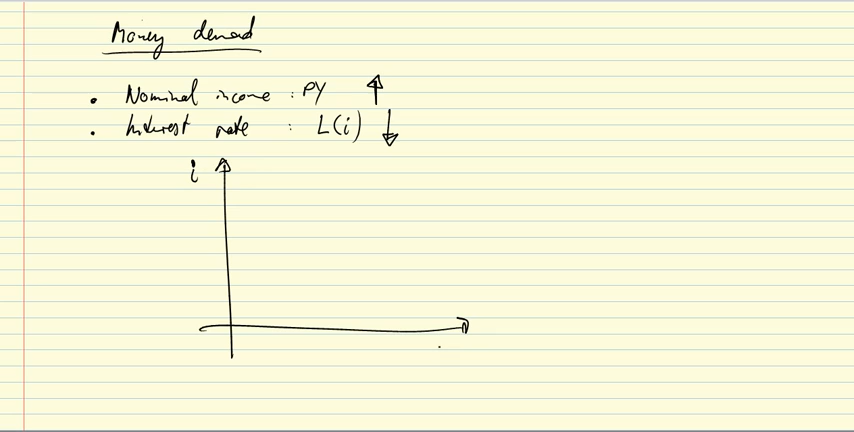 Money demand
• Nominal income : PY ↑
• Interest rate : L(i) ↓
i